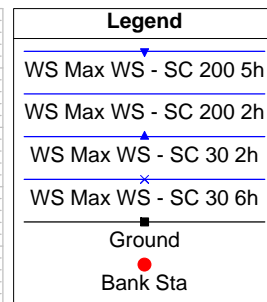 Legend
WS Max WS - SC 200 5h
WS Max WS - SC 200 2h
WS Max WS - SC 30 2h
WS Max WS - SC 30 6h
Ground
Bank Sta